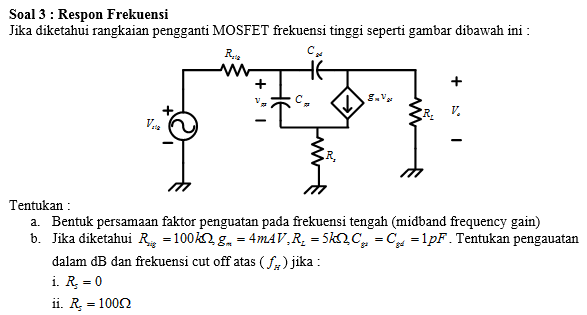 Soal 3 : Respon Frekuensi
Jika diketahui rangkaian pengganti MOSFET frekuensi tinggi seperti gambar dibawah ini :
R_sig
C_gd
+
+
+
V_gs
C_gs
g_m v_gs
V_sig
R_L
V_o
−
−
−
R_s
Tentukan :
a. Bentuk persamaan faktor penguatan pada frekuensi tengah (midband frequency gain)
b. Jika diketahui R_sig = 100kΩ, g_m = 4mA/V, R_L = 5kΩ, C_gs = C_gd = 1pF. Tentukan pengauatan
dalam dB dan frekuensi cut off atas ( f_H ) jika :
i. R_s = 0
ii. R_s = 100Ω